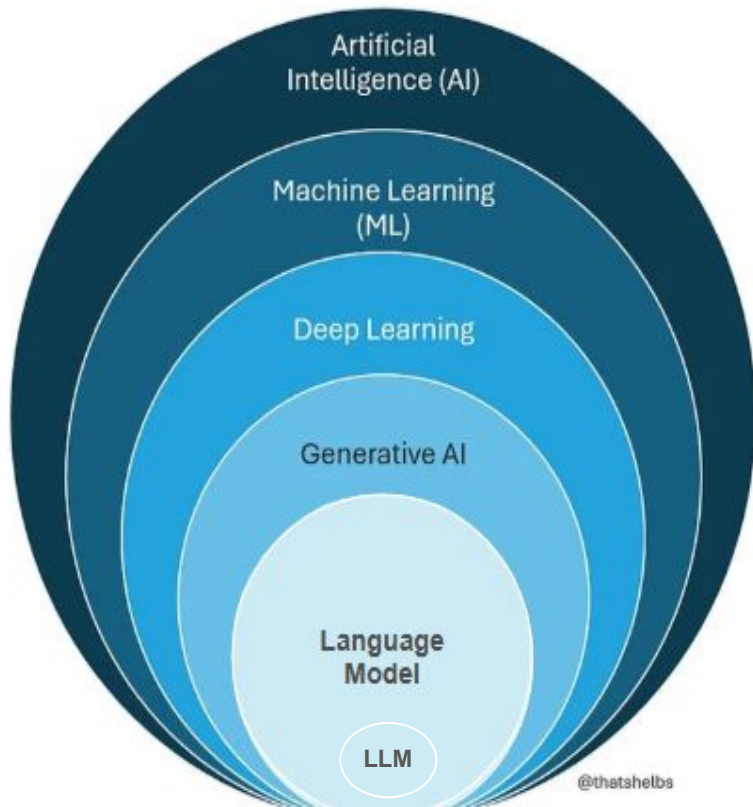 Artificial
Intelligence (AI)
Machine Learning
(ML)
Deep Learning
Generative AI
Language
Model
LLM
@thatshelbs